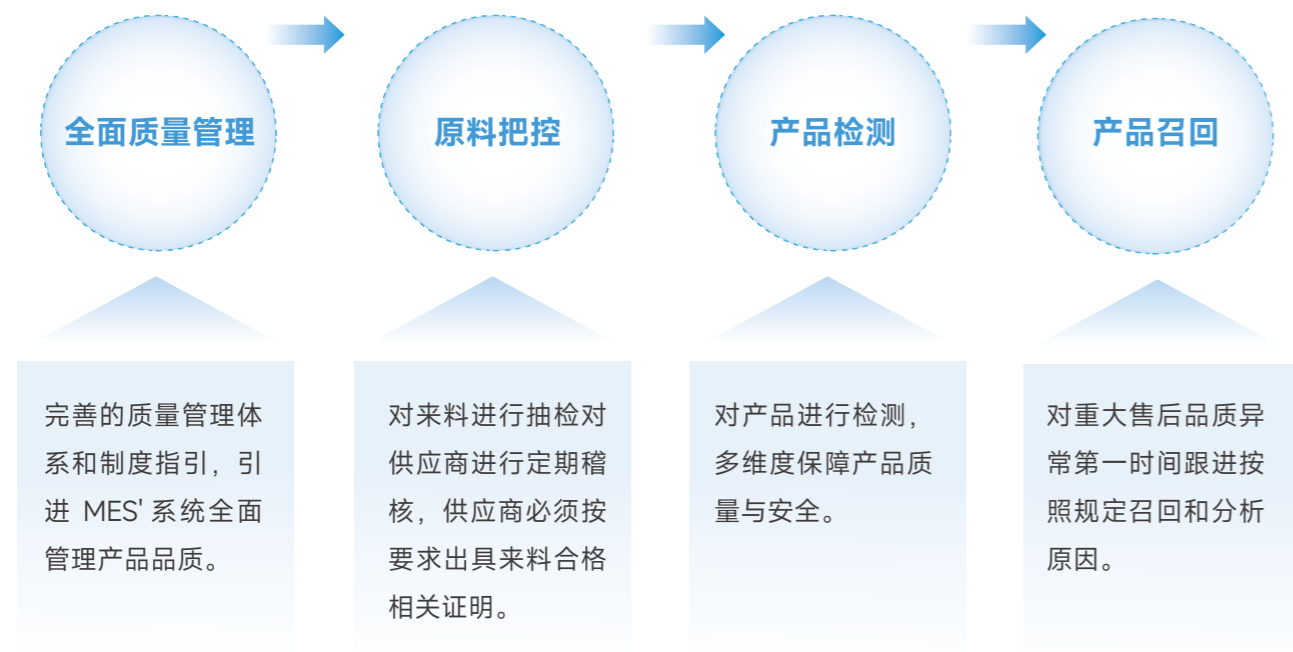 全面质量管理
原料把控
产品检测
产品召回
完善的质量管理体
系和制度指引，引
进 MES' 系统全面
管理产品品质。
对来料进行抽检对
供应商进行定期稽
核，供应商必须按
要求出具来料合格
相关证明。
对产品进行检测，
多维度保障产品质
量与安全。
对重大售后品质异
常第一时间跟进按
照规定召回和分析
原因。